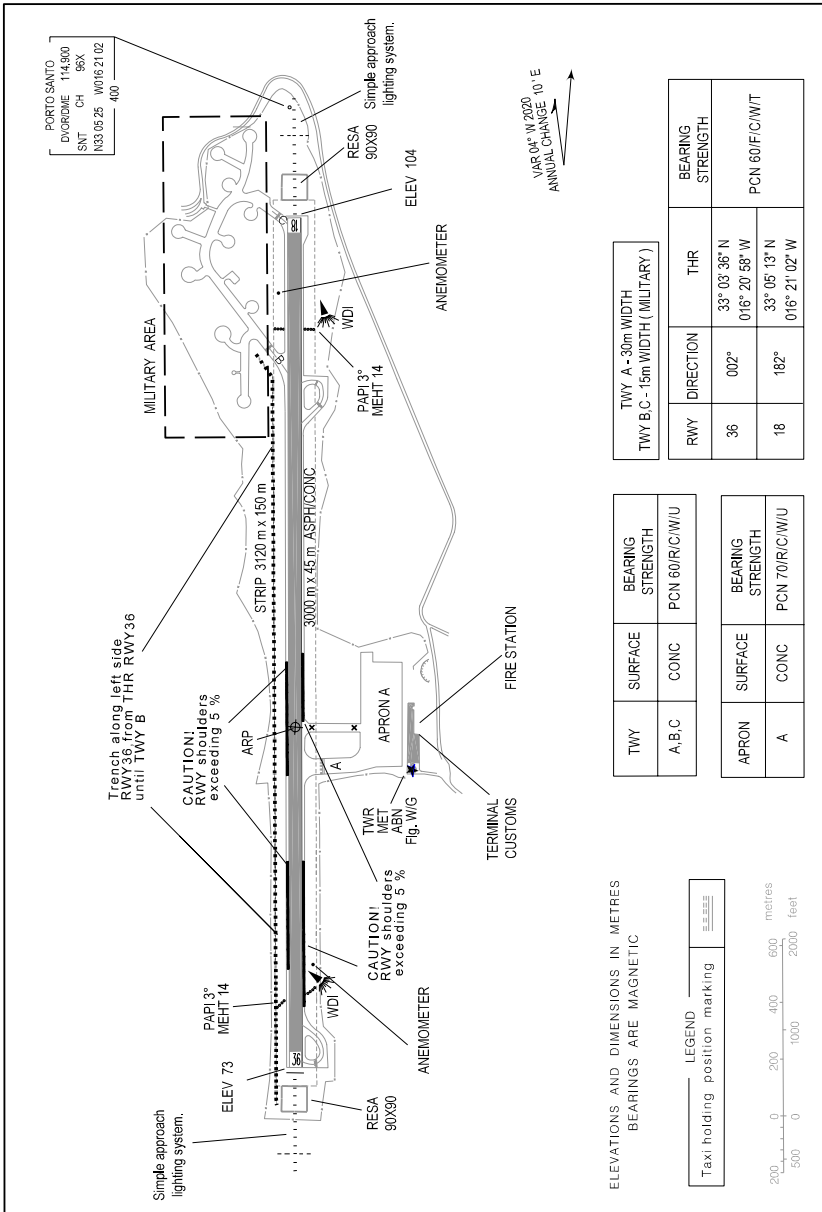 PORTO SANTO
DVOR/DME 114,900
SNT CH 96X
N33 05 25 W016 21 02
400
Simple approach
lighting system.
RESA
90X90
ELEV 104
VAR 04° W 2020
ANNUAL CHANGE 10' E
MILITARY AREA
C
18
ANEMOMETER
WDI
B
PAPI 3°
MEHT 14
STRIP 3120 m x 150 m
3000 m x 45 m ASPH/CONC
Trench along left side
RWY36,from THR RWY36
until TWY B
CAUTION!
RWY shoulders
exceeding 5 %
ARP
A
APRON A
FIRE STATION
TWR
MET
ABN
Flg. W/G
TERMINAL
CUSTOMS
CAUTION!
RWY shoulders
exceeding 5 %
PAPI 3°
MEHT 14
WDI
ANEMOMETER
ELEV 73
36
RESA
90X90
Simple approach
lighting system.
ELEVATIONS AND DIMENSIONS IN METRES
BEARINGS ARE MAGNETIC
LEGEND
Taxi holding position marking
200 0 200 400 600 metres
500 0 1000 2000 feet
TWY SURFACE BEARING STRENGTH
A,B,C CONC PCN 60/R/C/W/U
APRON SURFACE BEARING STRENGTH
A CONC PCN 70/R/C/W/U
TWY A - 30m WIDTH
TWY B,C - 15m WIDTH ( MILITARY )
RWY DIRECTION THR BEARING STRENGTH
36 002° 33° 03' 36" N
016° 20' 58" W
PCN 60/F/C/W/T
18 182° 33° 05' 13" N
016° 21' 02" W